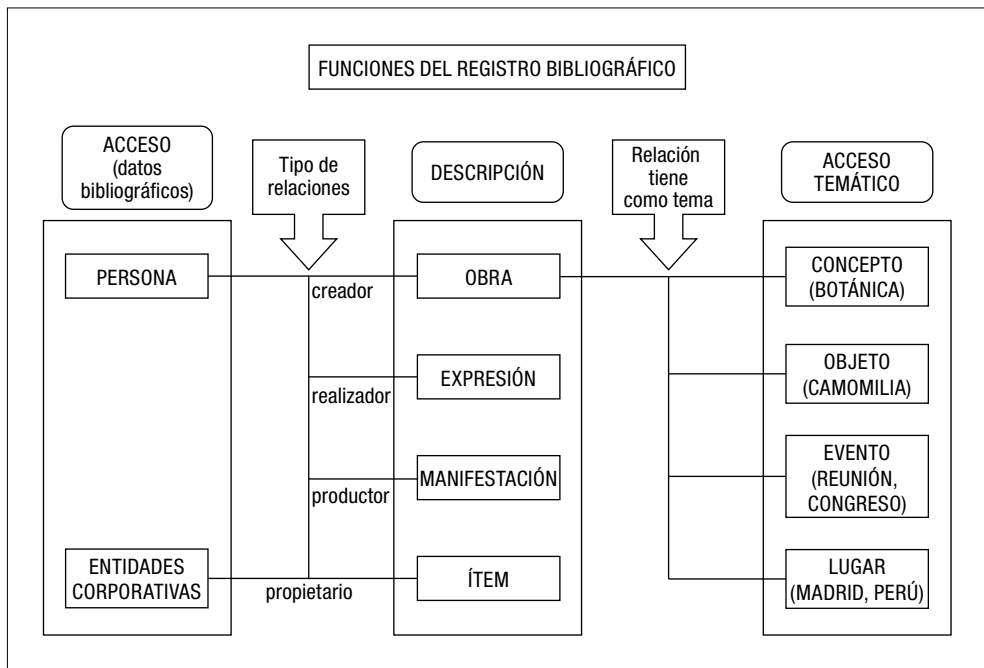 FUNCIONES DEL REGISTRO BIBLIOGRÁFICO
ACCESO
(datos
bibliográficos)
Tipo de
relaciones
DESCRIPCIÓN
Relación
tiene
como tema
ACCESO
TEMÁTICO
PERSONA
creador
OBRA
CONCEPTO
(BOTÁNICA)
realizador
EXPRESIÓN
OBJETO
(CAMOMILIA)
productor
MANIFESTACIÓN
EVENTO
(REUNIÓN,
CONGRESO)
ENTIDADES
CORPORATIVAS
propietario
ÍTEM
LUGAR
(MADRID, PERÚ)